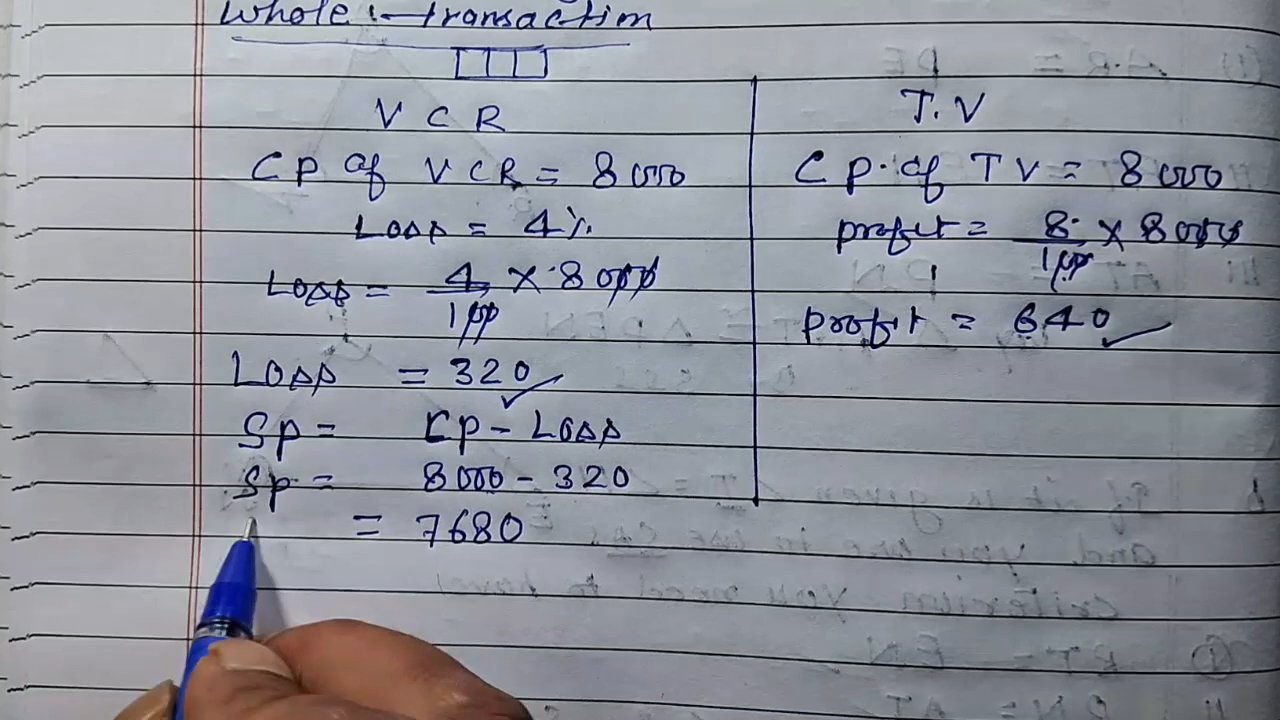 Whole :- transaction
V C R
CP of VCR = 8000
Loss = 4%
Loss = 4/100 × 8000
Loss = 320
SP = CP - Loss
SP = 8000 - 320
= 7680
T.V
CP. of TV = 8000
profit = 8/100 × 8000
profit = 640